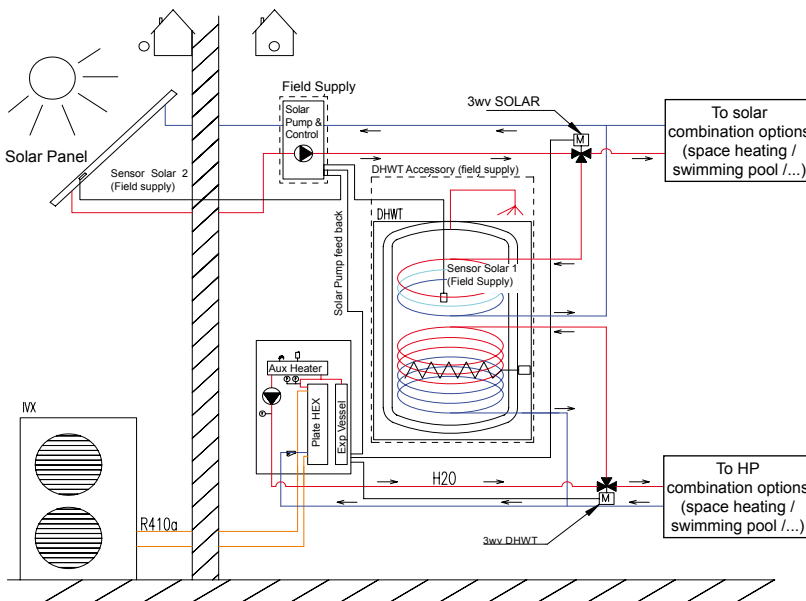 Field Supply
Solar
Pump &
Control
3wv SOLAR
M
To solar
combination options
(space heating /
swimming pool /...)
Solar Panel
Sensor Solar 2
(Field supply)
DHWT Accessory (field supply)
DHWT
Sensor Solar 1
(Field Supply)
Solar Pump feed back
Aux Heater
Plate HEX
Exp Vessel
IVX
R410a
H20
To HP
combination options
(space heating /
swimming pool /...)
M
3wv DHWT